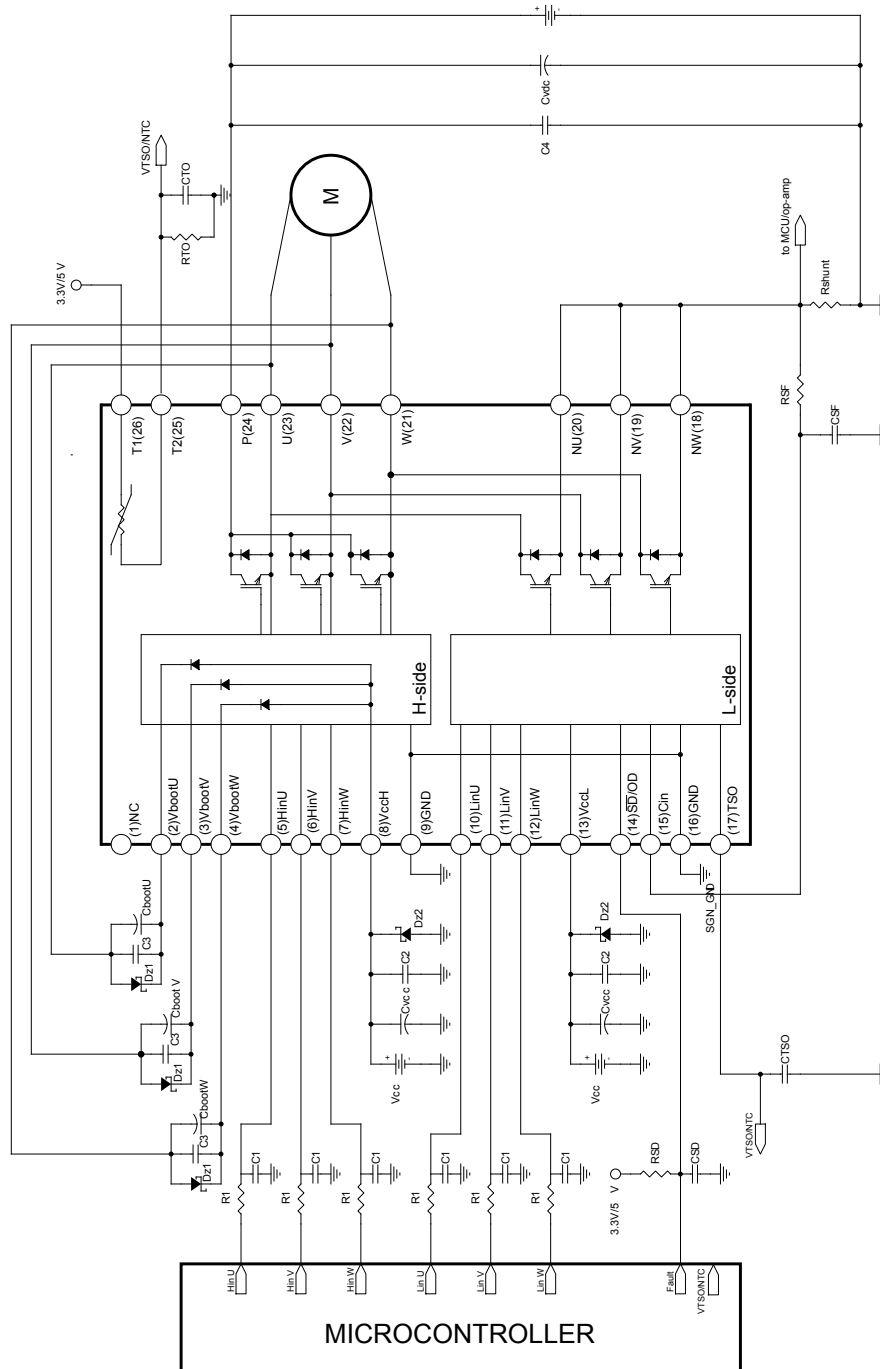 + -
Cvdc
C4
VTSO/NTC
CTO
RTO
M
3.3V/5 V
to MCU/op-amp
Rshunt
RSF
CSF
T1(26)
T2(25)
P(24)
U(23)
V(22)
W(21)
NU(20)
NV(19)
NW(18)
H-side
L-side
(1)NC
(2)VbootU
(3)VbootV
(4)VbootW
(5)HinU
(6)HinV
(7)HinW
(8)VccH
(9)GND
(10)LinU
(11)LinV
(12)LinW
(13)VccL
(14)SD/OD
(15)Cin
(16)GND
(17)TSO
SGN_GND
CbootU
C3
Dz1
Cboot V
C3
Dz1
CbootW
C3
Dz1
Dz2
C2
Cvc c
+ -
Vcc
Dz2
C2
Cvcc
+ -
Vcc
CTSO
VTSO/NTC
R1
C1
R1
C1
R1
C1
R1
C1
R1
C1
R1
C1
3.3V/5 V
RSD
CSD
Hin U
Hin V
Hin W
Lin U
Lin V
Lin W
Fault
VTSO/NTC
MICROCONTROLLER